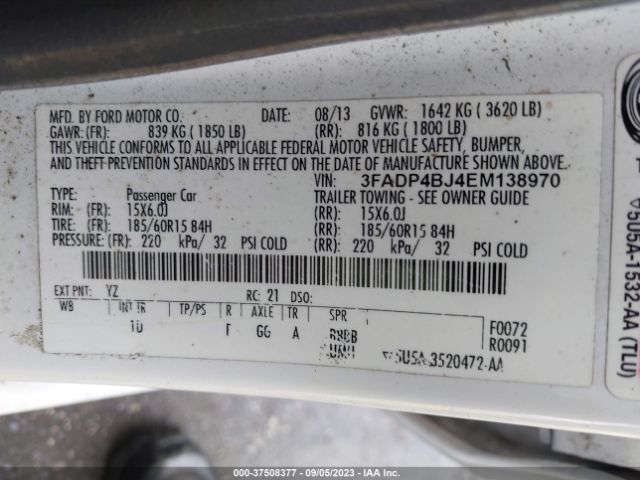 MFD. BY FORD MOTOR CO. DATE: 08/13 GVWR: 1642 KG ( 3620 LB)
GAWR: (FR): 839 KG ( 1850 LB) (RR): 816 KG ( 1800 LB)
THIS VEHICLE CONFORMS TO ALL APPLICABLE FEDERAL MOTOR VEHICLE SAFETY, BUMPER,
AND THEFT PREVENTION STANDARDS IN EFFECT ON THE DATE OF MANUFACTURE SHOWN ABOVE.
VIN: 3FADP4BJ4EM138970
TYPE: Passenger Car TRAILER TOWING - SEE OWNER GUIDE
RIM: (FR): 15X6.0J (RR): 15X6.0J
TIRE: (FR): 185/60R15 84H (RR): 185/60R15 84H
PRESSURE: (FR): 220 kPa/ 32 PSI COLD (RR): 220 kPa/ 32 PSI COLD
EXT PNT: YZ RC: 21 DSO:
WB INT TR TP/PS R AXLE TR SPR F0072
GG A R0091
5U5A-3520472-AA
5U5A-1532-AA (TLU)
000-37508377 - 09/05/2023 - IAA Inc.